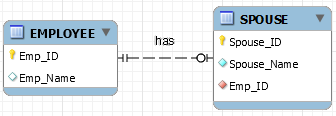 EMPLOYEE
Emp_ID
Emp_Name
has
SPOUSE
Spouse_ID
Spouse_Name
Emp_ID